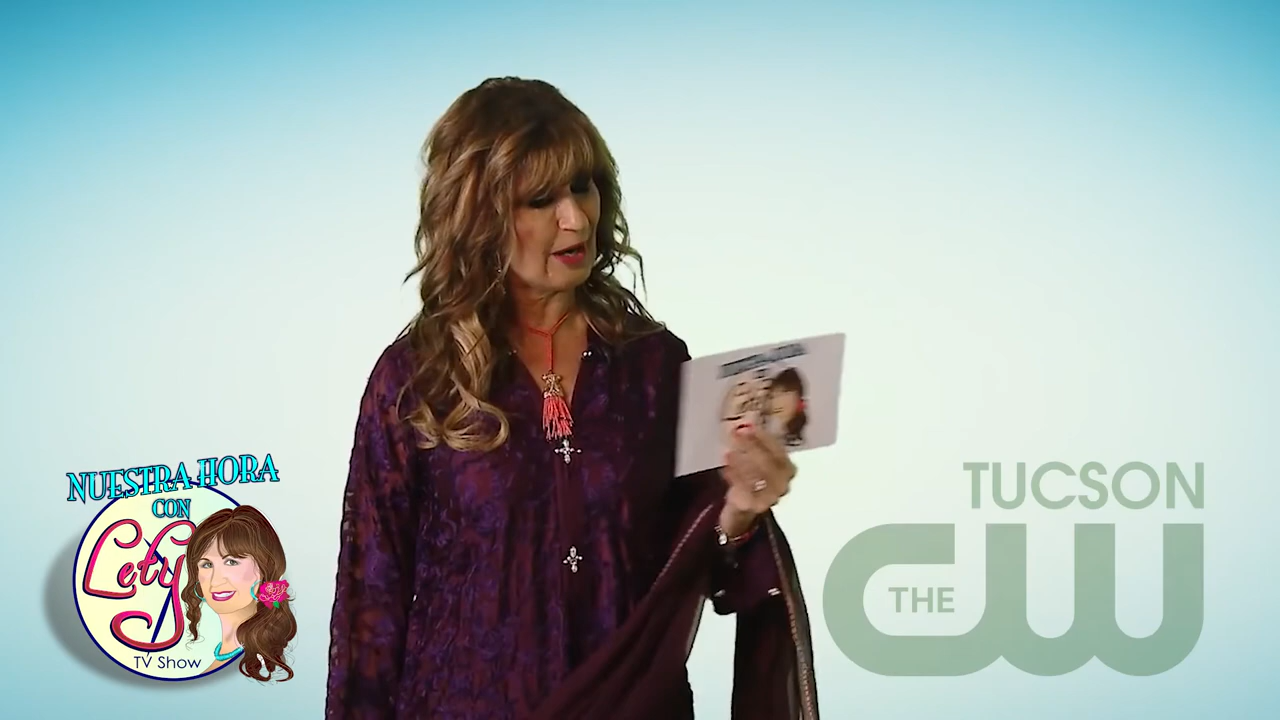 NUESTRA HORA
CON
Lety
TV Show
TUCSON
THE
CW